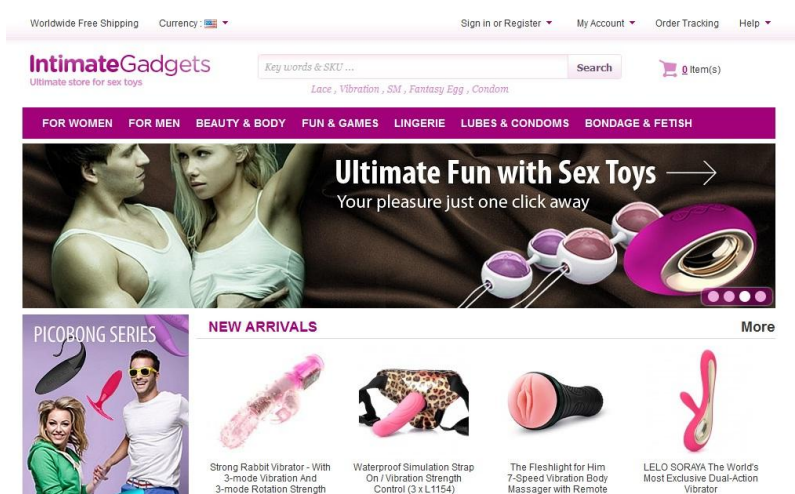 Worldwide Free Shipping Currency: Sign in or Register My Account Order Tracking Help
IntimateGadgets
Ultimate store for sex toys
Key words & SKU ...
Search
0 Item(s)
Lace , Vibration , SM , Fantasy Egg , Condom
FOR WOMEN FOR MEN BEAUTY & BODY FUN & GAMES LINGERIE LUBES & CONDOMS BONDAGE & FETISH
Ultimate Fun with Sex Toys
Your pleasure just one click away
PICOBONG SERIES
NEW ARRIVALS
More
Strong Rabbit Vibrator - With
3-mode Vibration And
3-mode Rotation Strength
Waterproof Simulation Strap
On / Vibration Strength
Control (3 x L1154)
The Fleshlight for Him
7-Speed Vibration Body
Massager with Remote
LELO SORAYA The World's
Most Exclusive Dual-Action
Vibrator